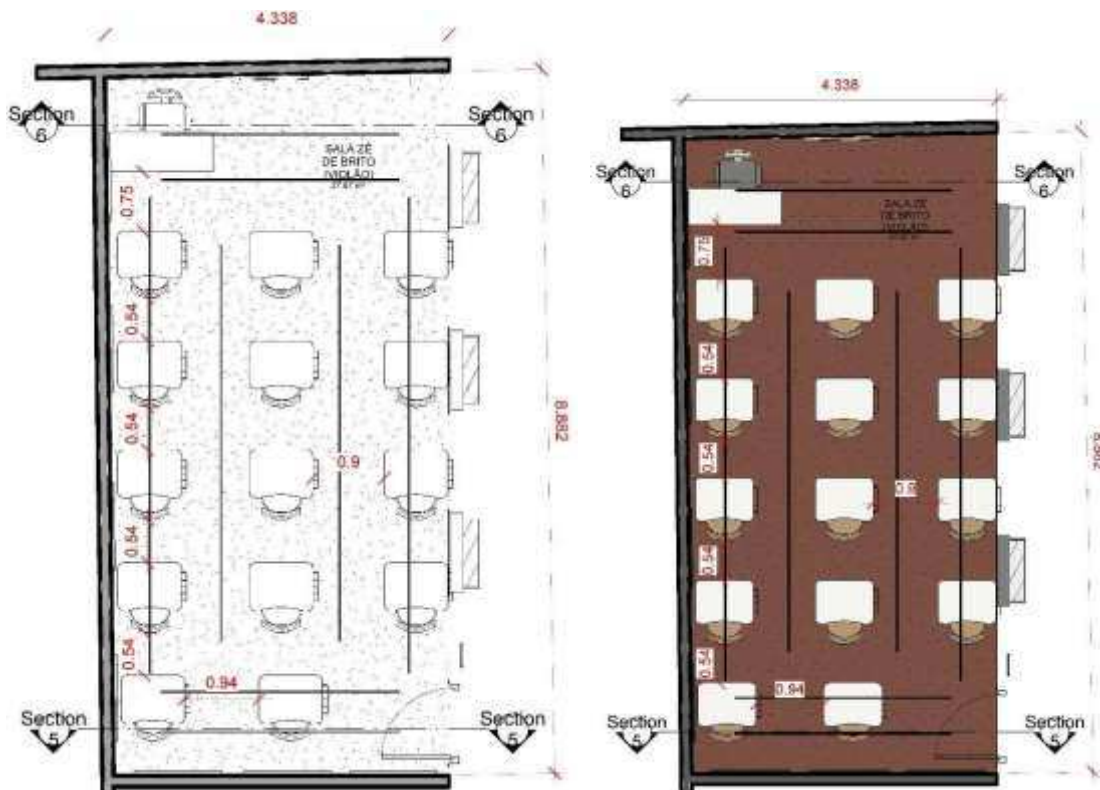 4.338
Section
6
Section
6
SALA ZÉ
DE BRITO
(VIOLÃO)
0.75
0.54
0.54
0.9
0.54
0.54
0.94
8.882
Section
5
Section
5
4.338
Section
6
Section
6
SALA ZÉ
DE BRITO
(VIOLÃO)
0.75
0.54
0.54
0.9
0.54
0.54
0.94
Section
5
Section
5